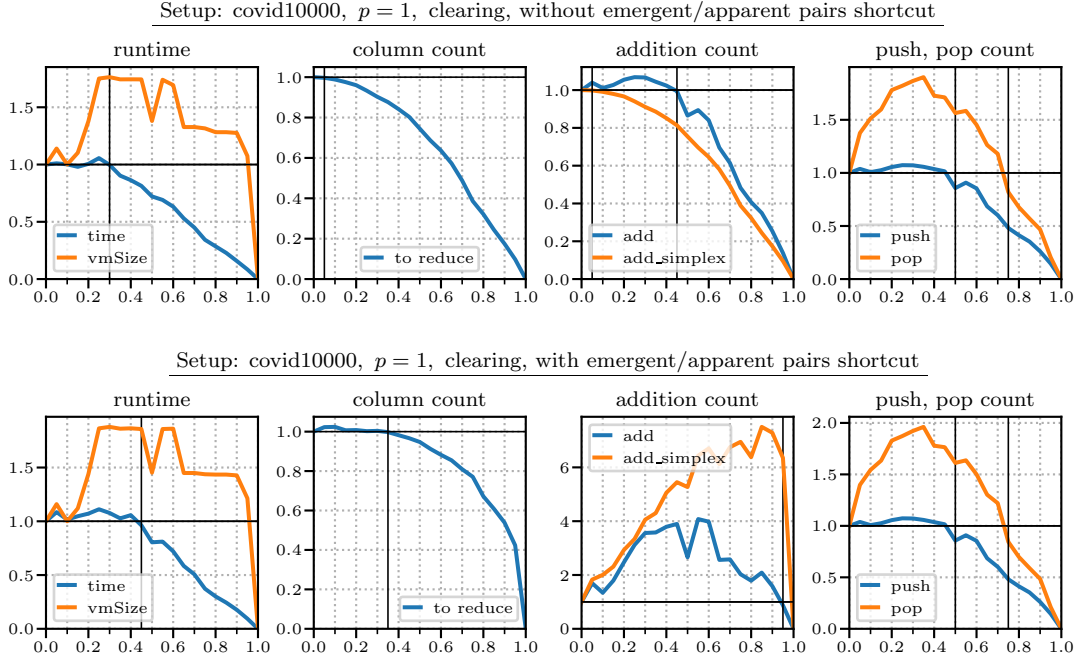 Setup: covid10000, p = 1, clearing, without emergent/apparent pairs shortcut
runtime column count addition count push, pop count
1.5
1.0
0.5
0.0
time
vmSize
0.0 0.2 0.4 0.6 0.8 1.0
1.0
0.8
0.6
0.4
0.2
0.0
to reduce
0.0 0.2 0.4 0.6 0.8 1.0
1.0
0.8
0.6
0.4
0.2
0.0
add
add_simplex
0.0 0.2 0.4 0.6 0.8 1.0
1.5
1.0
0.5
0.0
push
pop
0.0 0.2 0.4 0.6 0.8 1.0
Setup: covid10000, p = 1, clearing, with emergent/apparent pairs shortcut
runtime column count addition count push, pop count
1.5
1.0
0.5
0.0
time
vmSize
0.0 0.2 0.4 0.6 0.8 1.0
1.0
0.8
0.6
0.4
0.2
0.0
to reduce
0.0 0.2 0.4 0.6 0.8 1.0
6
4
2
0
add
add_simplex
0.0 0.2 0.4 0.6 0.8 1.0
2.0
1.5
1.0
0.5
0.0
push
pop
0.0 0.2 0.4 0.6 0.8 1.0